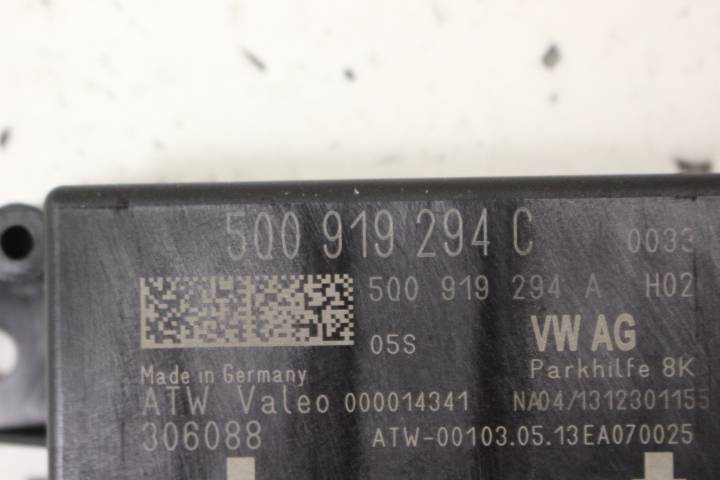 5Q0 919 294 C 0033
5Q0 919 294 A H02
05S VW AG
Made in Germany Parkhilfe 8K
ATW Valeo 000014341 NA04/1312301155
306088 ATW-00103.05.13EA070025